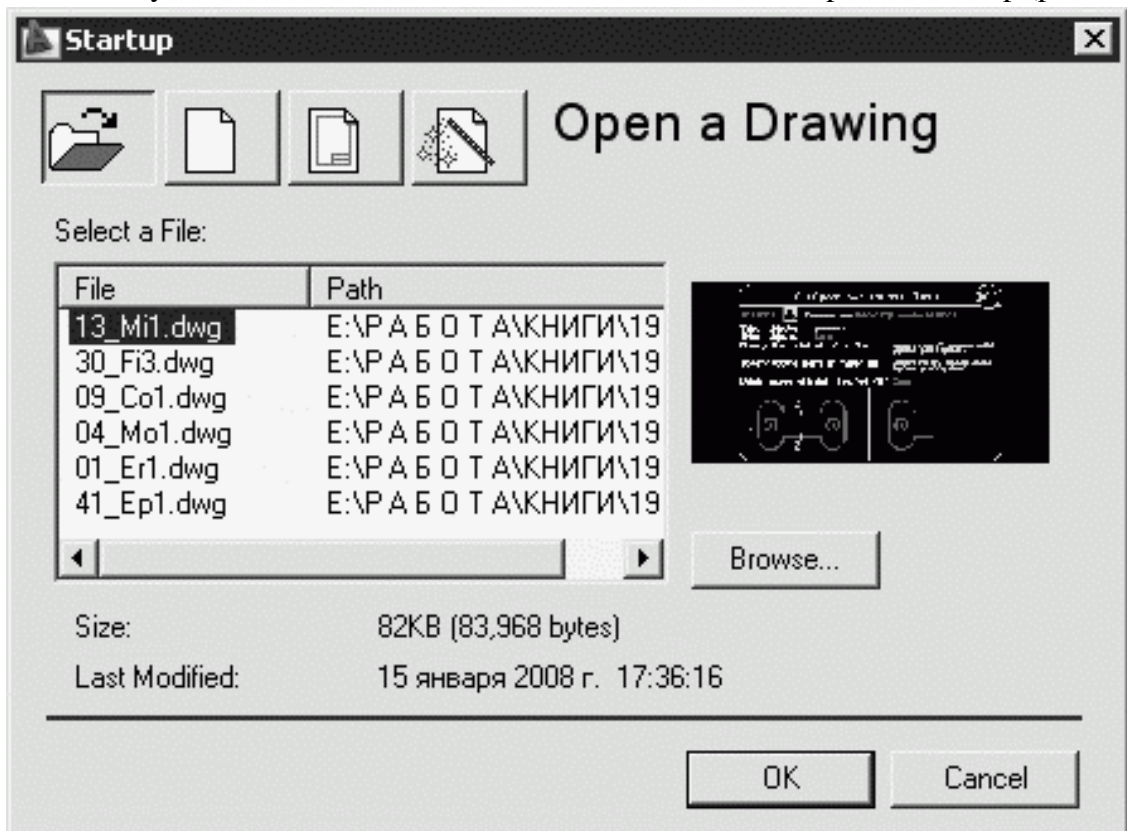 Startup
Open a Drawing
Select a File:
File Path
13_Mi1.dwg E:\Р А Б О Т А\КНИГИ\19
30_Fi3.dwg E:\Р А Б О Т А\КНИГИ\19
09_Co1.dwg E:\Р А Б О Т А\КНИГИ\19
04_Mo1.dwg E:\Р А Б О Т А\КНИГИ\19
01_Er1.dwg E:\Р А Б О Т А\КНИГИ\19
41_Ep1.dwg E:\Р А Б О Т А\КНИГИ\19
Browse...
Size: 82KB (83,968 bytes)
Last Modified: 15 января 2008 г. 17:36:16
OK Cancel